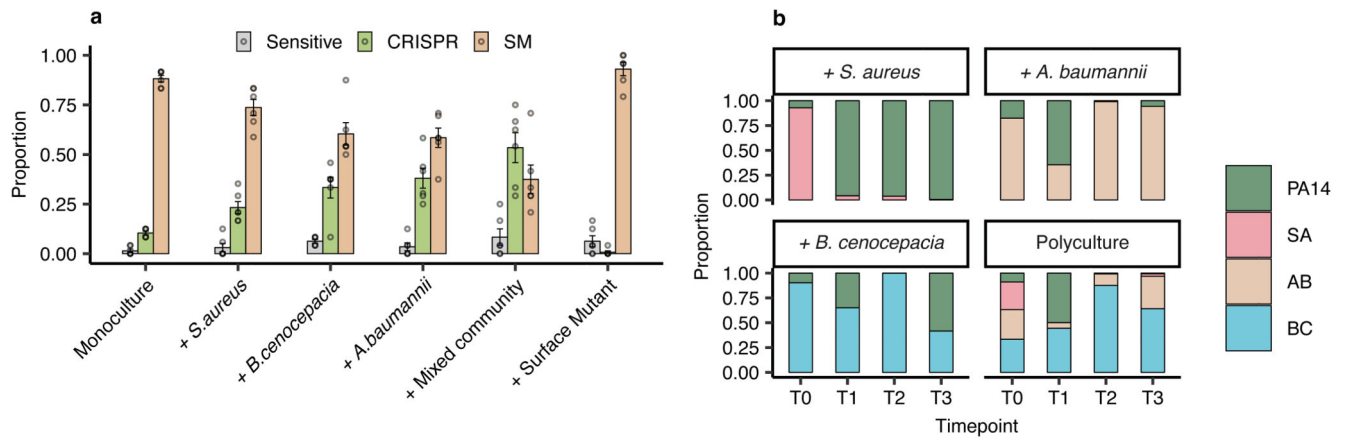 a
Sensitive CRISPR SM
Proportion
1.00
0.75
0.50
0.25
0.00
Monoculture
+ S.aureus
+ B.cenocepacia
+ A.baumannii
+ Mixed community
+ Surface Mutant
b
+ S. aureus + A. baumannii
1.00
0.75
0.50
0.25
0.00
Proportion
+ B. cenocepacia Polyculture
1.00
0.75
0.50
0.25
0.00
T0 T1 T2 T3 T0 T1 T2 T3
Timepoint
PA14
SA
AB
BC